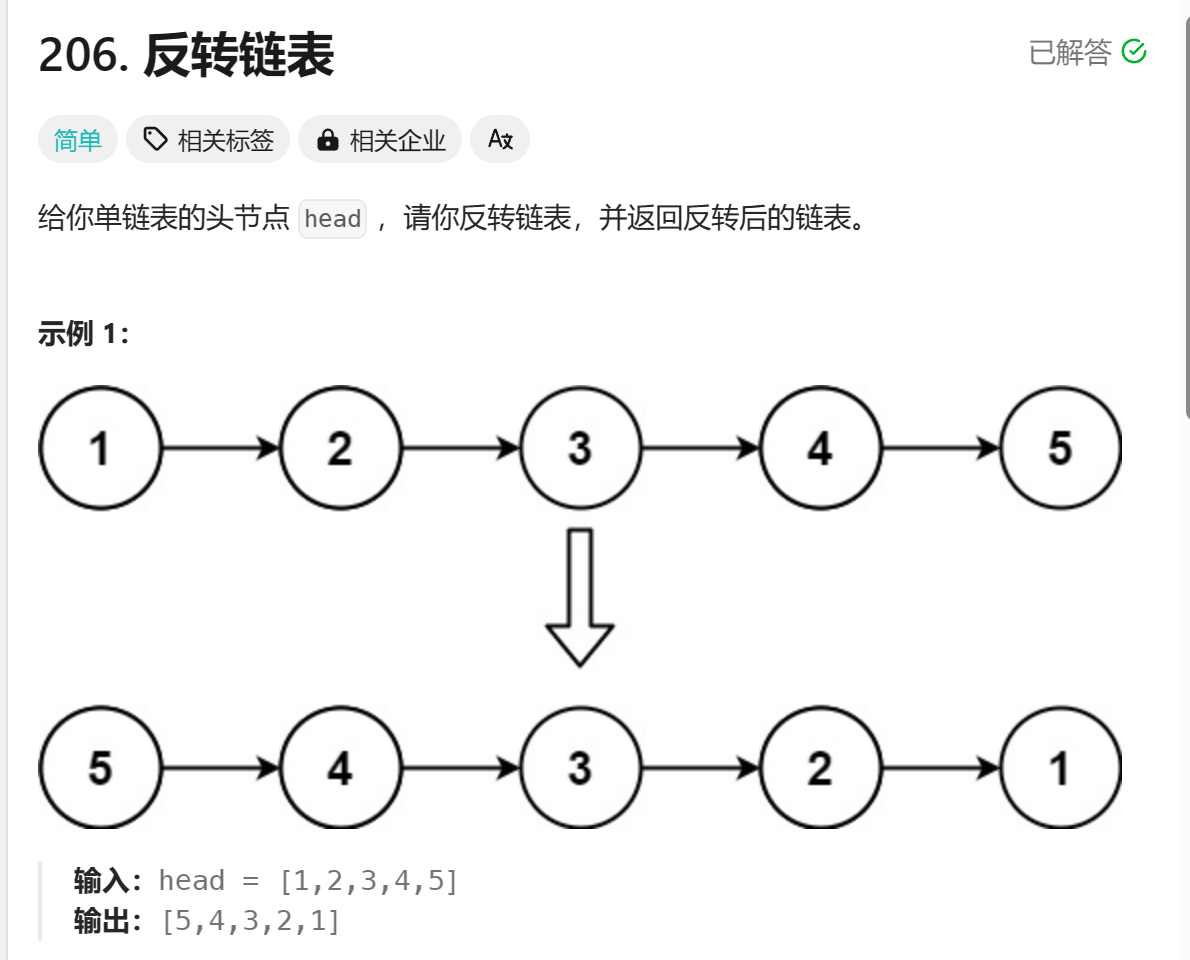 206. 反转链表
已解答
简单
相关标签
相关企业
给你单链表的头节点 head ，请你反转链表，并返回反转后的链表。
示例 1：
1 2 3 4 5
5 4 3 2 1
输入：head = [1,2,3,4,5]
输出：[5,4,3,2,1]